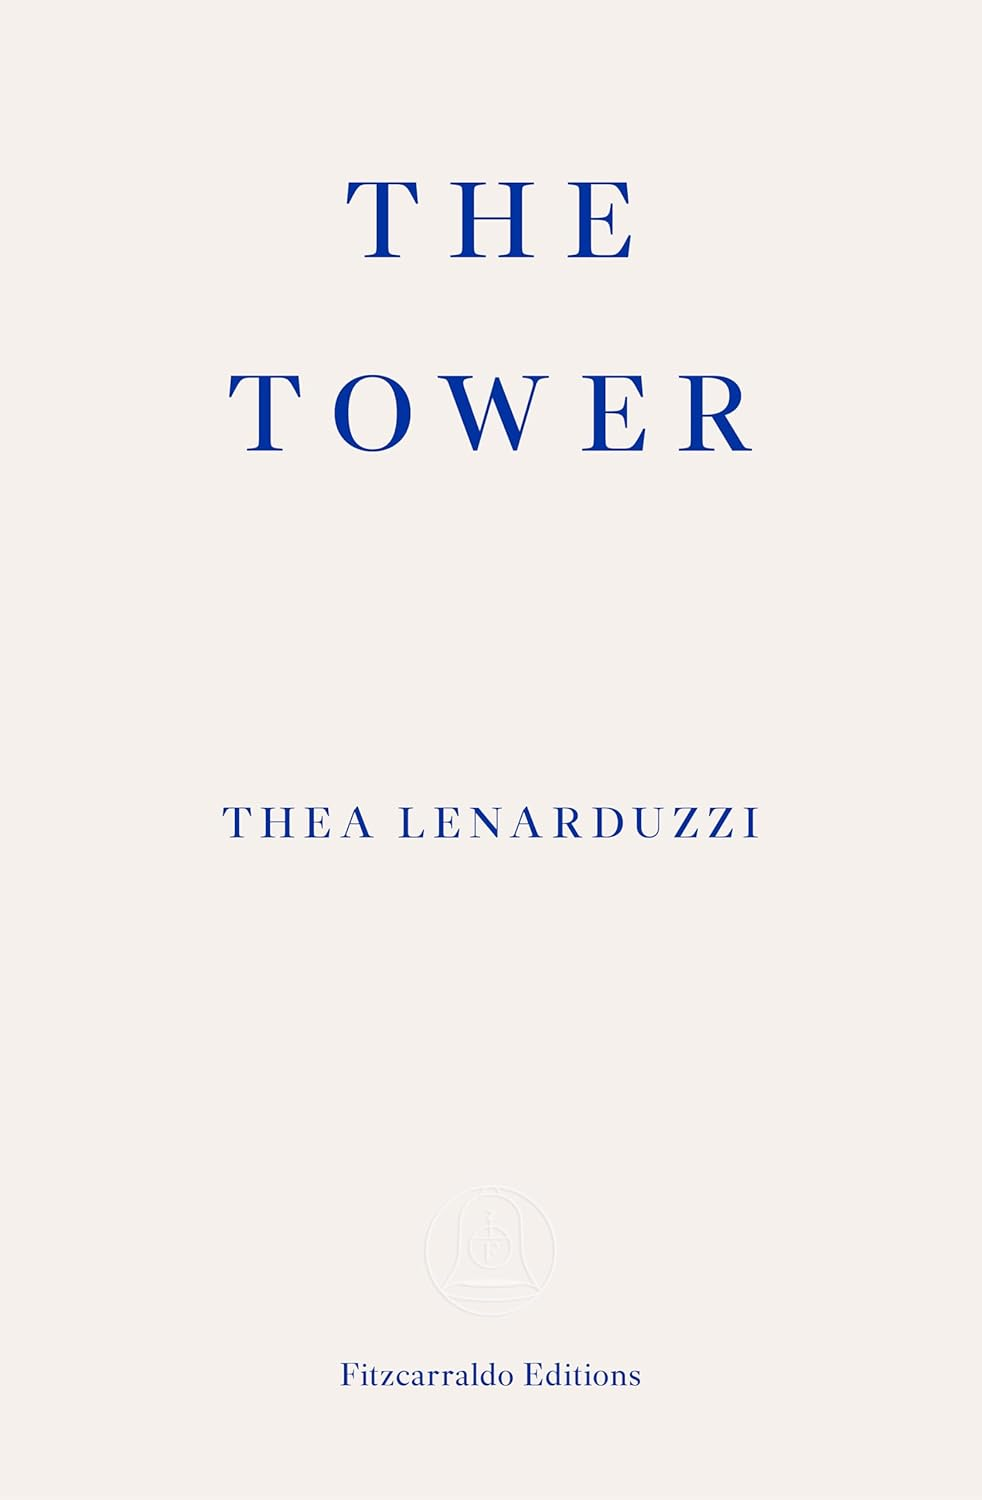 THE
TOWER
THEA LENARDUZZI
Fitzcarraldo Editions